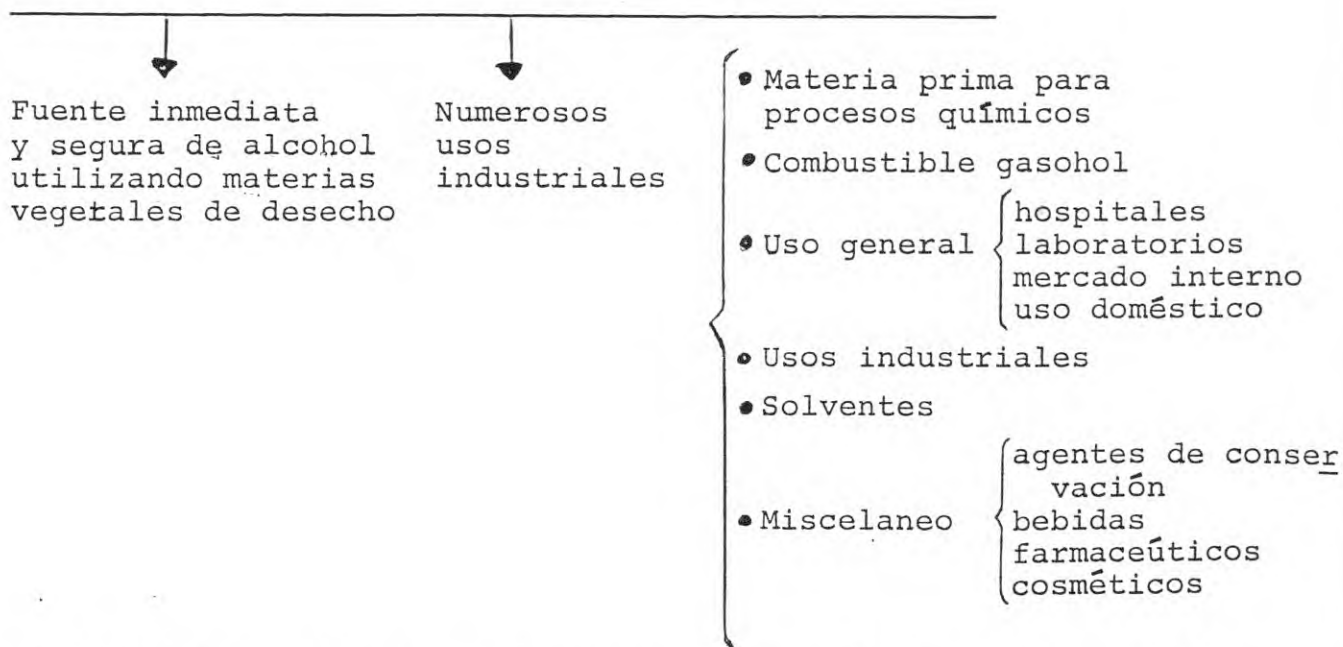 Fuente inmediata
y segura de alcohol
utilizando materias
vegetales de desecho
Numerosos
usos
industriales
• Materia prima para
procesos químicos
• Combustible gasohol
• Uso general
hospitales
laboratorios
mercado interno
uso doméstico
• Usos industriales
• Solventes
• Miscelaneo
agentes de conser
vación
bebidas
farmaceúticos
cosméticos